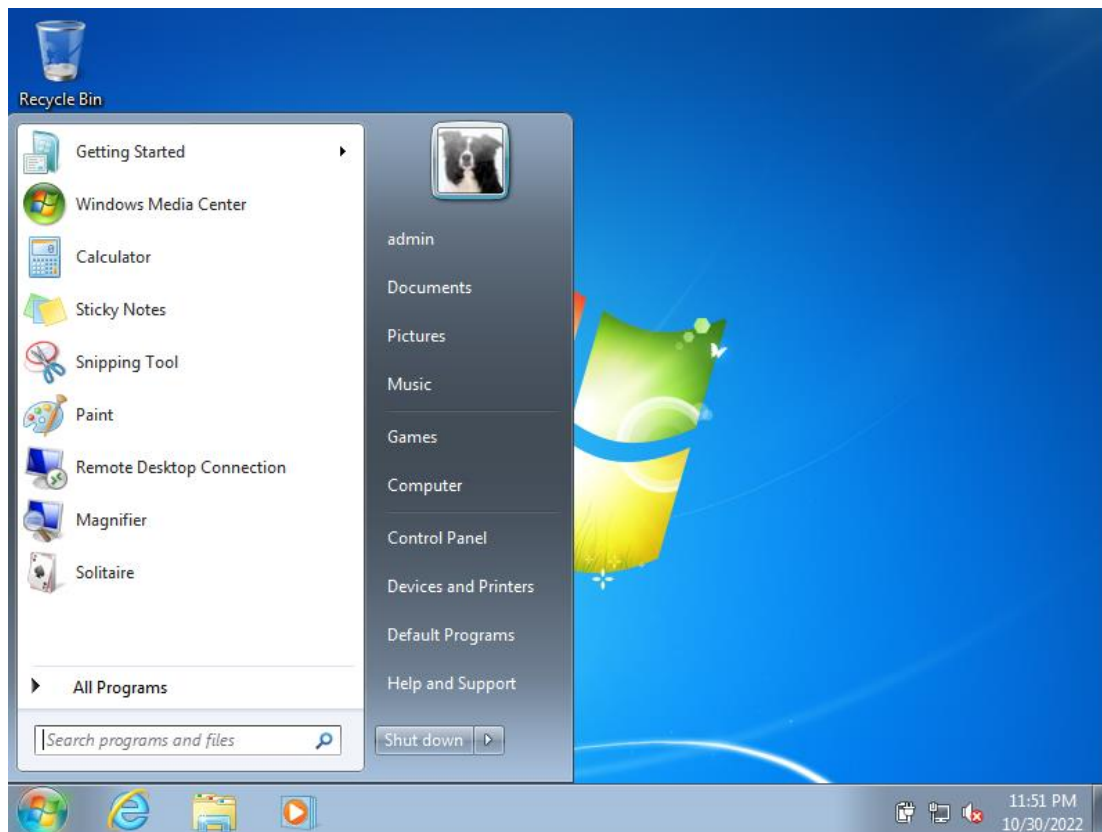 Recycle Bin
Getting Started
Windows Media Center
Calculator
Sticky Notes
Snipping Tool
Paint
Remote Desktop Connection
Magnifier
Solitaire
All Programs
Search programs and files
admin
Documents
Pictures
Music
Games
Computer
Control Panel
Devices and Printers
Default Programs
Help and Support
Shut down
11:51 PM
10/30/2022